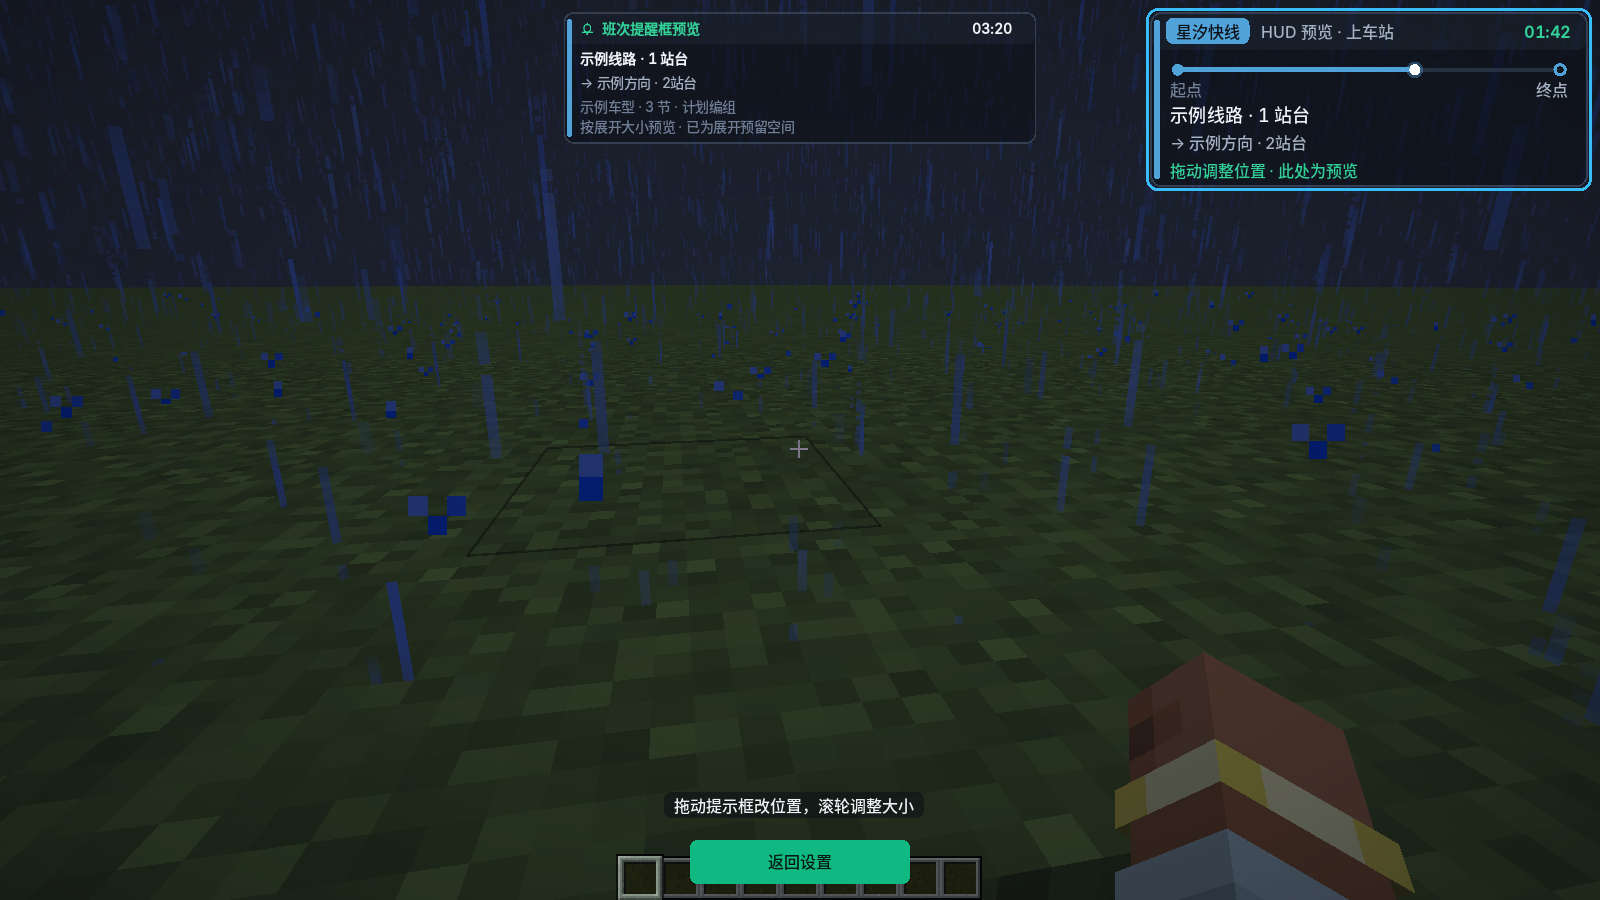 班次提醒框预览 03:20
示例线路 · 1 站台
→ 示例方向 · 2站台
示例车型 · 3 节 · 计划编组
按展开大小预览 · 已为展开预留空间
星汐快线 HUD 预览 · 上车站 01:42
起点 终点
示例线路 · 1 站台
→ 示例方向 · 2站台
拖动调整位置 · 此处为预览
拖动提示框改位置，滚轮调整大小
返回设置